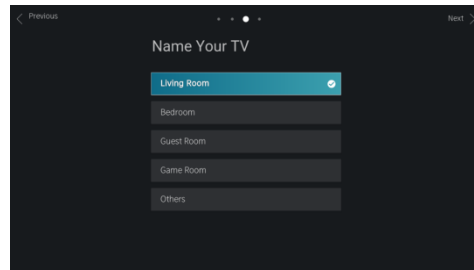 Previous
Next
Name Your TV
Living Room
Bedroom
Guest Room
Game Room
Others